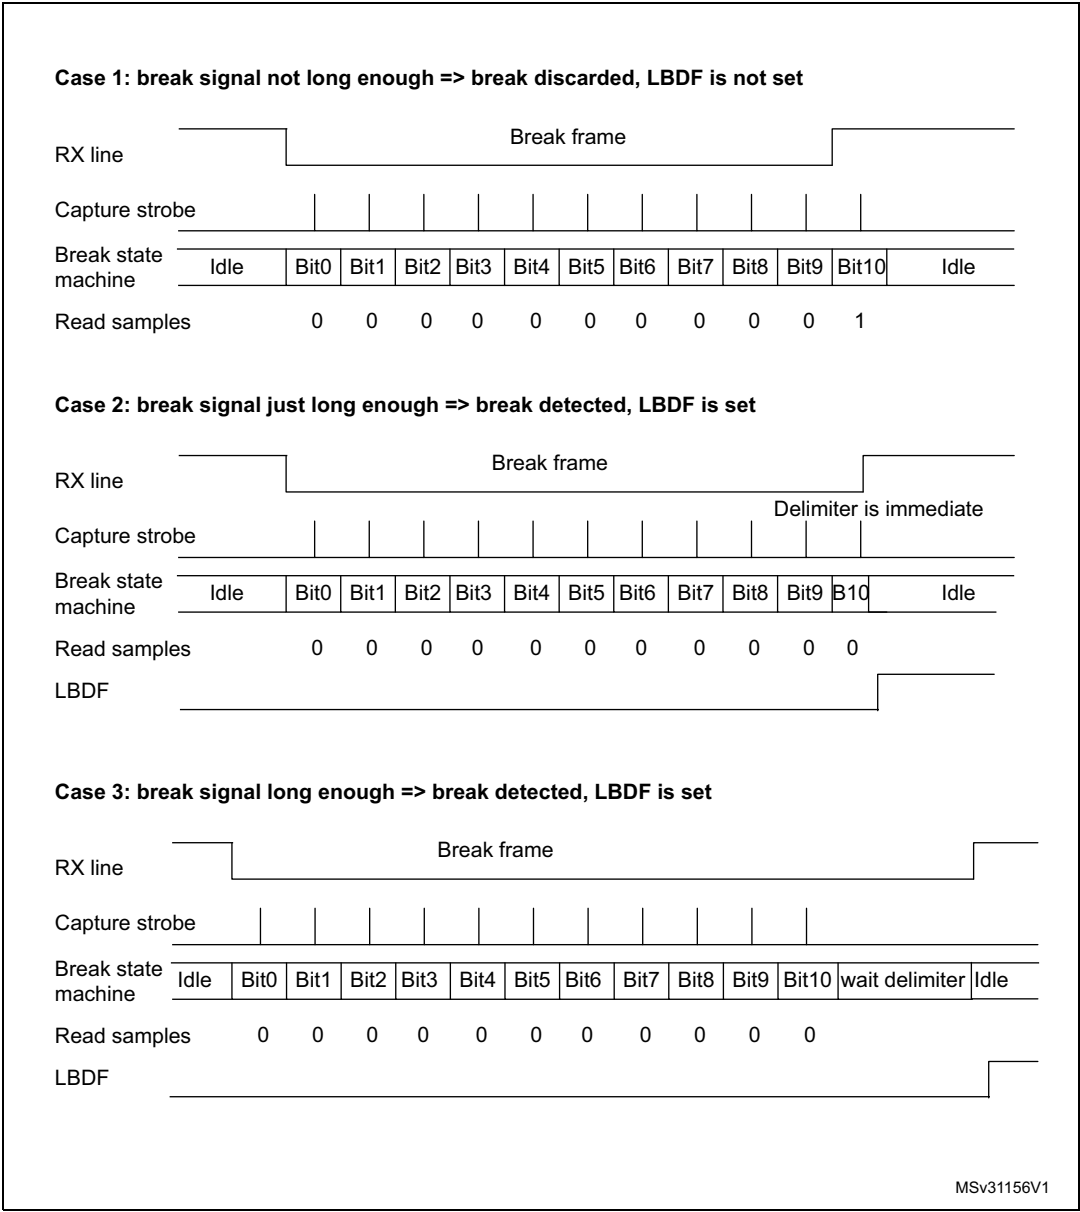 Case 1: break signal not long enough => break discarded, LBDF is not set
Break frame
RX line
Capture strobe
Break state machine
Idle Bit0 Bit1 Bit2 Bit3 Bit4 Bit5 Bit6 Bit7 Bit8 Bit9 Bit10 Idle
Read samples 0 0 0 0 0 0 0 0 0 0 1
Case 2: break signal just long enough => break detected, LBDF is set
Break frame
RX line
Delimiter is immediate
Capture strobe
Break state machine
Idle Bit0 Bit1 Bit2 Bit3 Bit4 Bit5 Bit6 Bit7 Bit8 Bit9 B10 Idle
Read samples 0 0 0 0 0 0 0 0 0 0 0
LBDF
Case 3: break signal long enough => break detected, LBDF is set
Break frame
RX line
Capture strobe
Break state machine
Idle Bit0 Bit1 Bit2 Bit3 Bit4 Bit5 Bit6 Bit7 Bit8 Bit9 Bit10 wait delimiter Idle
Read samples 0 0 0 0 0 0 0 0 0 0 0
LBDF
MSv31156V1